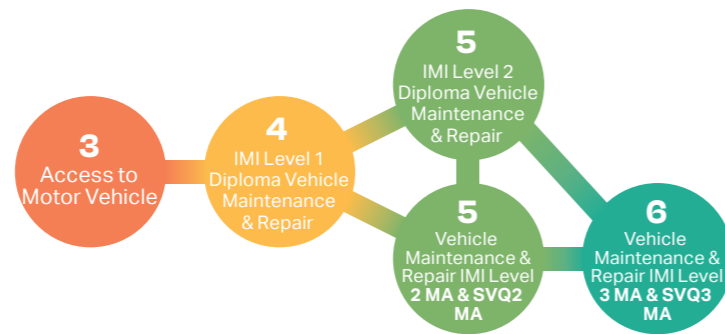 3
Access to
Motor Vehicle
4
IMI Level 1
Diploma Vehicle
Maintenance
& Repair
5
IMI Level 2
Diploma Vehicle
Maintenance
& Repair
5
Vehicle
Maintenance &
Repair IMI Level
2 MA & SVQ2
MA
6
Vehicle
Maintenance &
Repair IMI Level
3 MA & SVQ3
MA